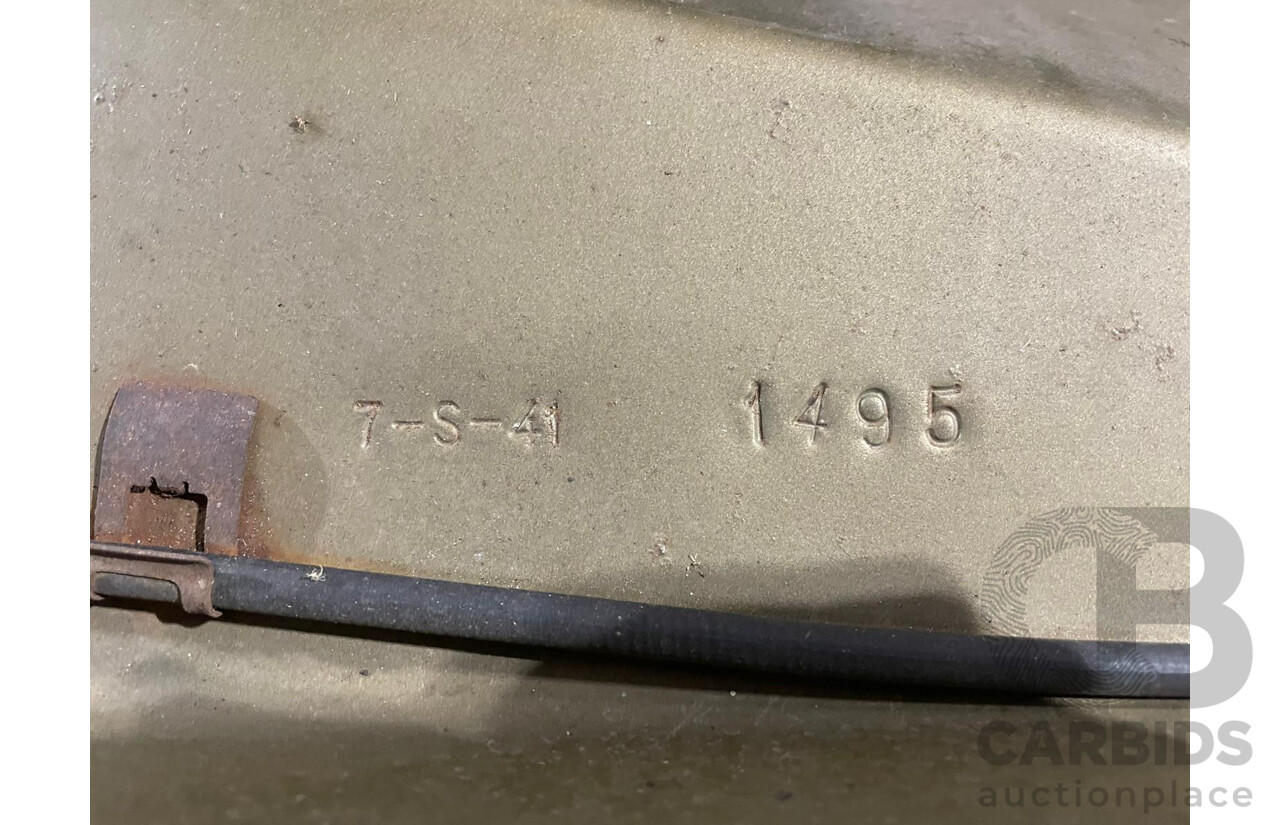 7-S-41 1495
CARBIDS
auctionplace